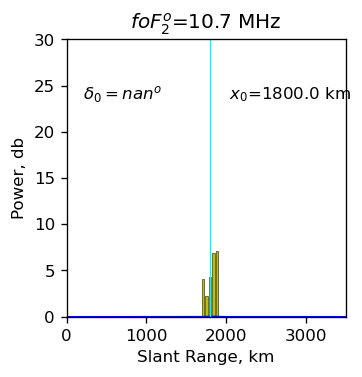 foF₂ᵒ=10.7 MHz
30
25
δ₀ = nanᵒ
x₀=1800.0 km
20
15
10
5
0
Power, db
0 1000 2000 3000
Slant Range, km